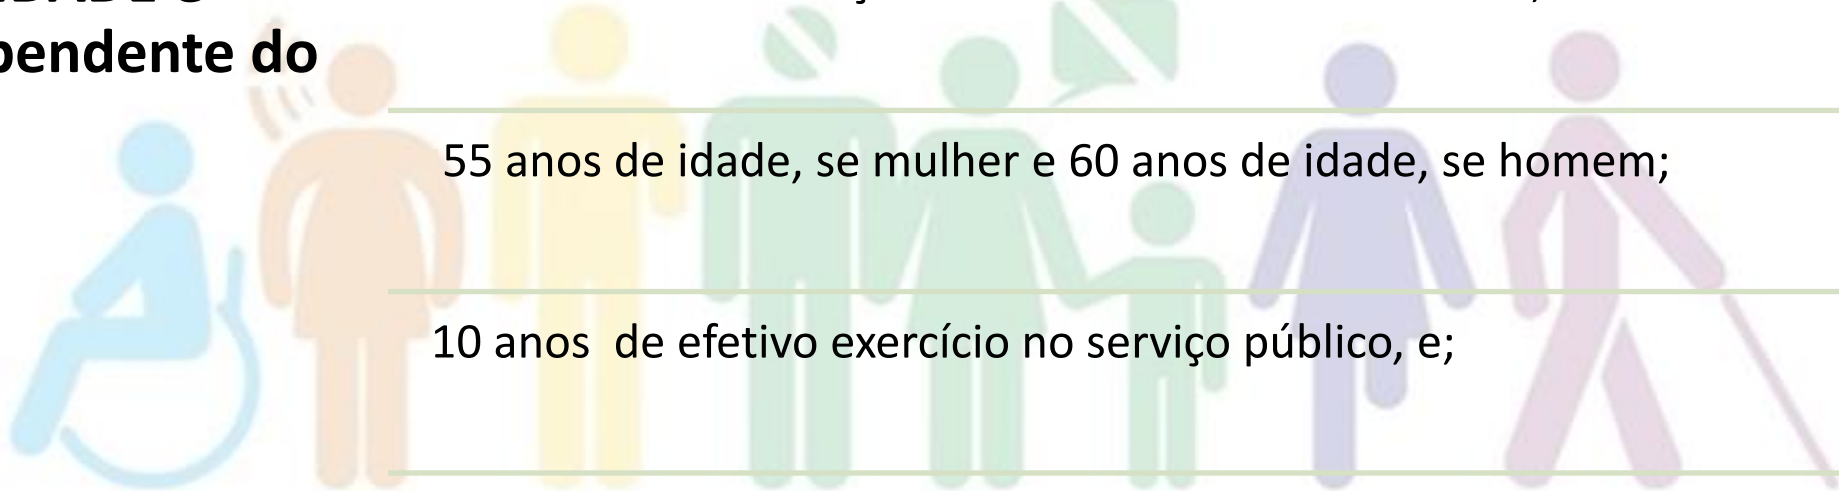 pendente do
55 anos de idade, se mulher e 60 anos de idade, se homem;
10 anos  de efetivo exercício no serviço público, e;